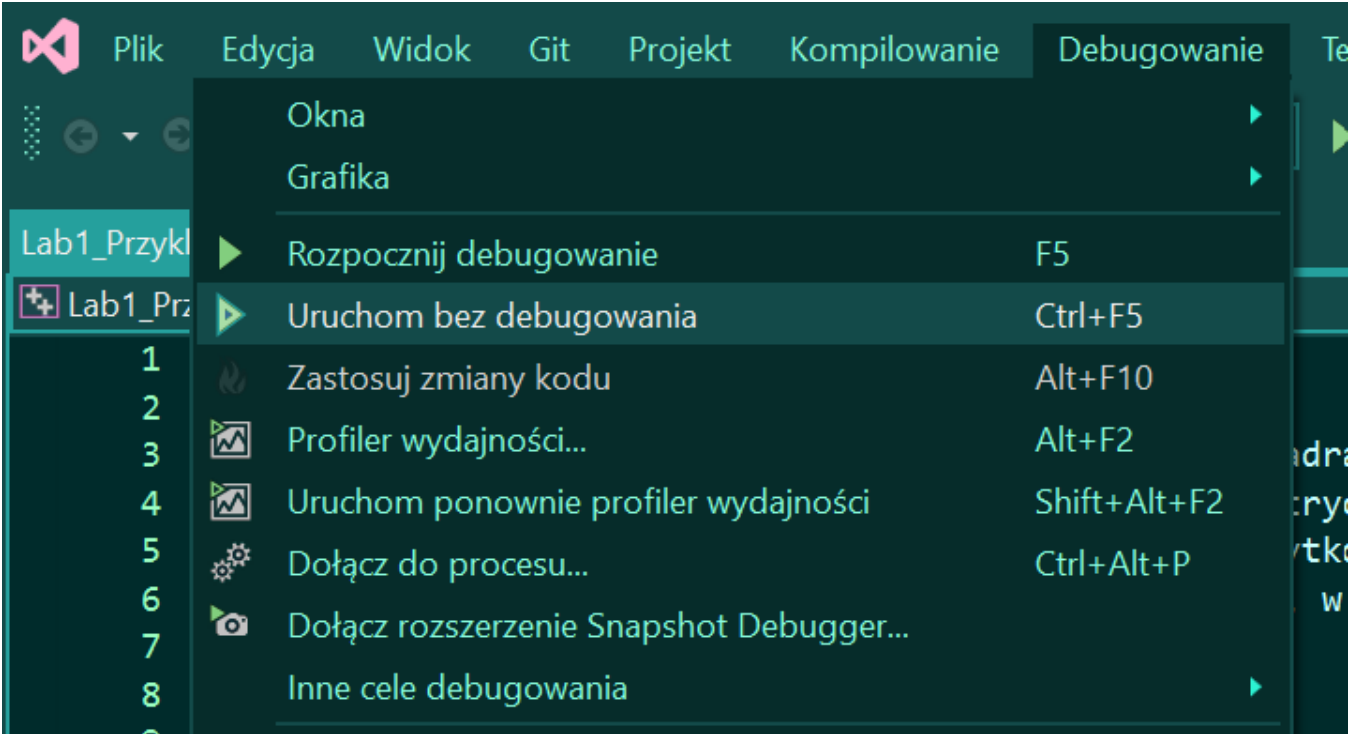 Plik Edycja Widok Git Projekt Kompilowanie Debugowanie
Okna
Grafika
Rozpocznij debugowanie F5
Uruchom bez debugowania Ctrl+F5
Zastosuj zmiany kodu Alt+F10
Profiler wydajności... Alt+F2
Uruchom ponownie profiler wydajności Shift+Alt+F2
Dołącz do procesu... Ctrl+Alt+P
Dołącz rozszerzenie Snapshot Debugger...
Inne cele debugowania
Lab1_Przykl
Lab1_Prz
1
2
3
4
5
6
7
8
w